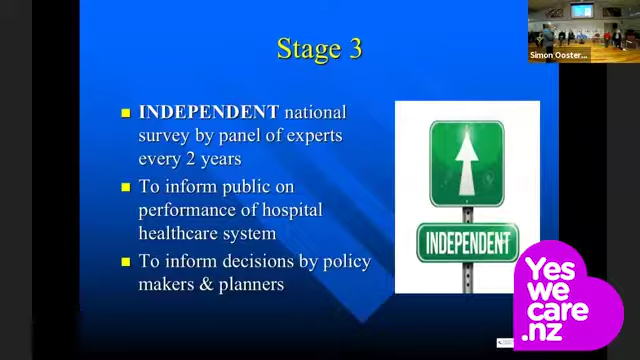 Stage 3
INDEPENDENT national
survey by panel of experts
every 2 years
To inform public on
performance of hospital
healthcare system
To inform decisions by policy
makers & planners
INDEPENDENT
Simon Ooster...
Yes
we
care
.nz